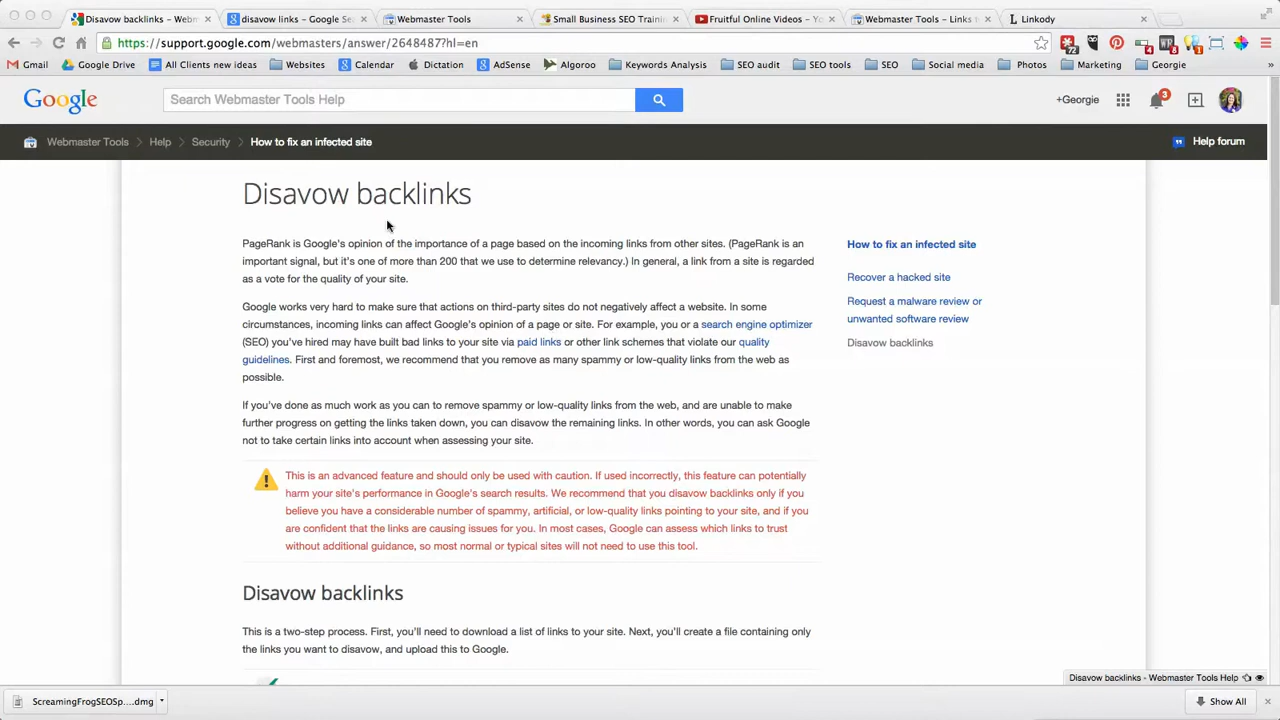 Disavow backlinks – Webm
disavow links - Google Se
Webmaster Tools
Small Business SEO Train
Fruitful Online Videos - Yo
Webmaster Tools - Links t
Linkody
https://support.google.com/webmasters/answer/2648487?hl=en
72
4
8
1
Gmail
Google Drive
All Clients new ideas
Websites
Calendar
Dictation
AdSense
Algoroo
Keywords Analysis
SEO audit
SEO tools
SEO
Social media
Photos
Marketing
Georgie
»
Google
Search Webmaster Tools Help
+Georgie
3
Webmaster Tools
Help
Security
How to fix an infected site
Help forum
Disavow backlinks
PageRank is Google's opinion of the importance of a page based on the incoming links from other sites. (PageRank is an
important signal, but it's one of more than 200 that we use to determine relevancy.) In general, a link from a site is regarded
as a vote for the quality of your site.
Google works very hard to make sure that actions on third-party sites do not negatively affect a website. In some
circumstances, incoming links can affect Google's opinion of a page or site. For example, you or a search engine optimizer
(SEO) you've hired may have built bad links to your site via paid links or other link schemes that violate our quality
guidelines. First and foremost, we recommend that you remove as many spammy or low-quality links from the web as
possible.
If you've done as much work as you can to remove spammy or low-quality links from the web, and are unable to make
further progress on getting the links taken down, you can disavow the remaining links. In other words, you can ask Google
not to take certain links into account when assessing your site.
This is an advanced feature and should only be used with caution. If used incorrectly, this feature can potentially
harm your site's performance in Google's search results. We recommend that you disavow backlinks only if you
believe you have a considerable number of spammy, artificial, or low-quality links pointing to your site, and if you
are confident that the links are causing issues for you. In most cases, Google can assess which links to trust
without additional guidance, so most normal or typical sites will not need to use this tool.
Disavow backlinks
This is a two-step process. First, you'll need to download a list of links to your site. Next, you'll create a file containing only
the links you want to disavow, and upload this to Google.
How to fix an infected site
Recover a hacked site
Request a malware review or
unwanted software review
Disavow backlinks
Disavow backlinks - Webmaster Tools Help
ScreamingFrogSEOSp....dmg
Show All